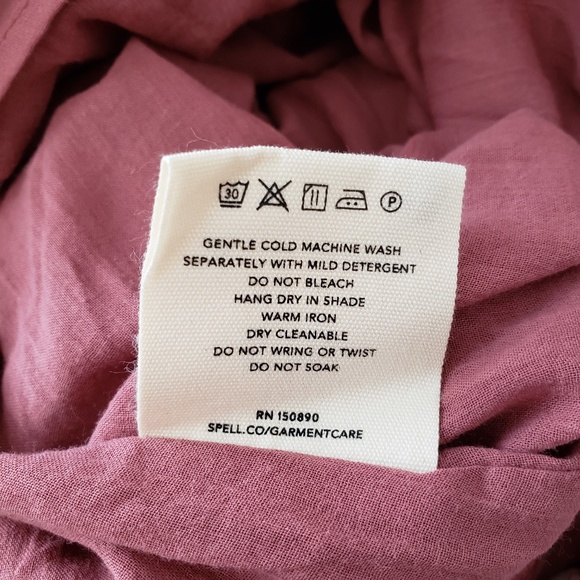 30 P
GENTLE COLD MACHINE WASH
SEPARATELY WITH MILD DETERGENT
DO NOT BLEACH
HANG DRY IN SHADE
WARM IRON
DRY CLEANABLE
DO NOT WRING OR TWIST
DO NOT SOAK
RN 150890
SPELL.CO/GARMENTCARE